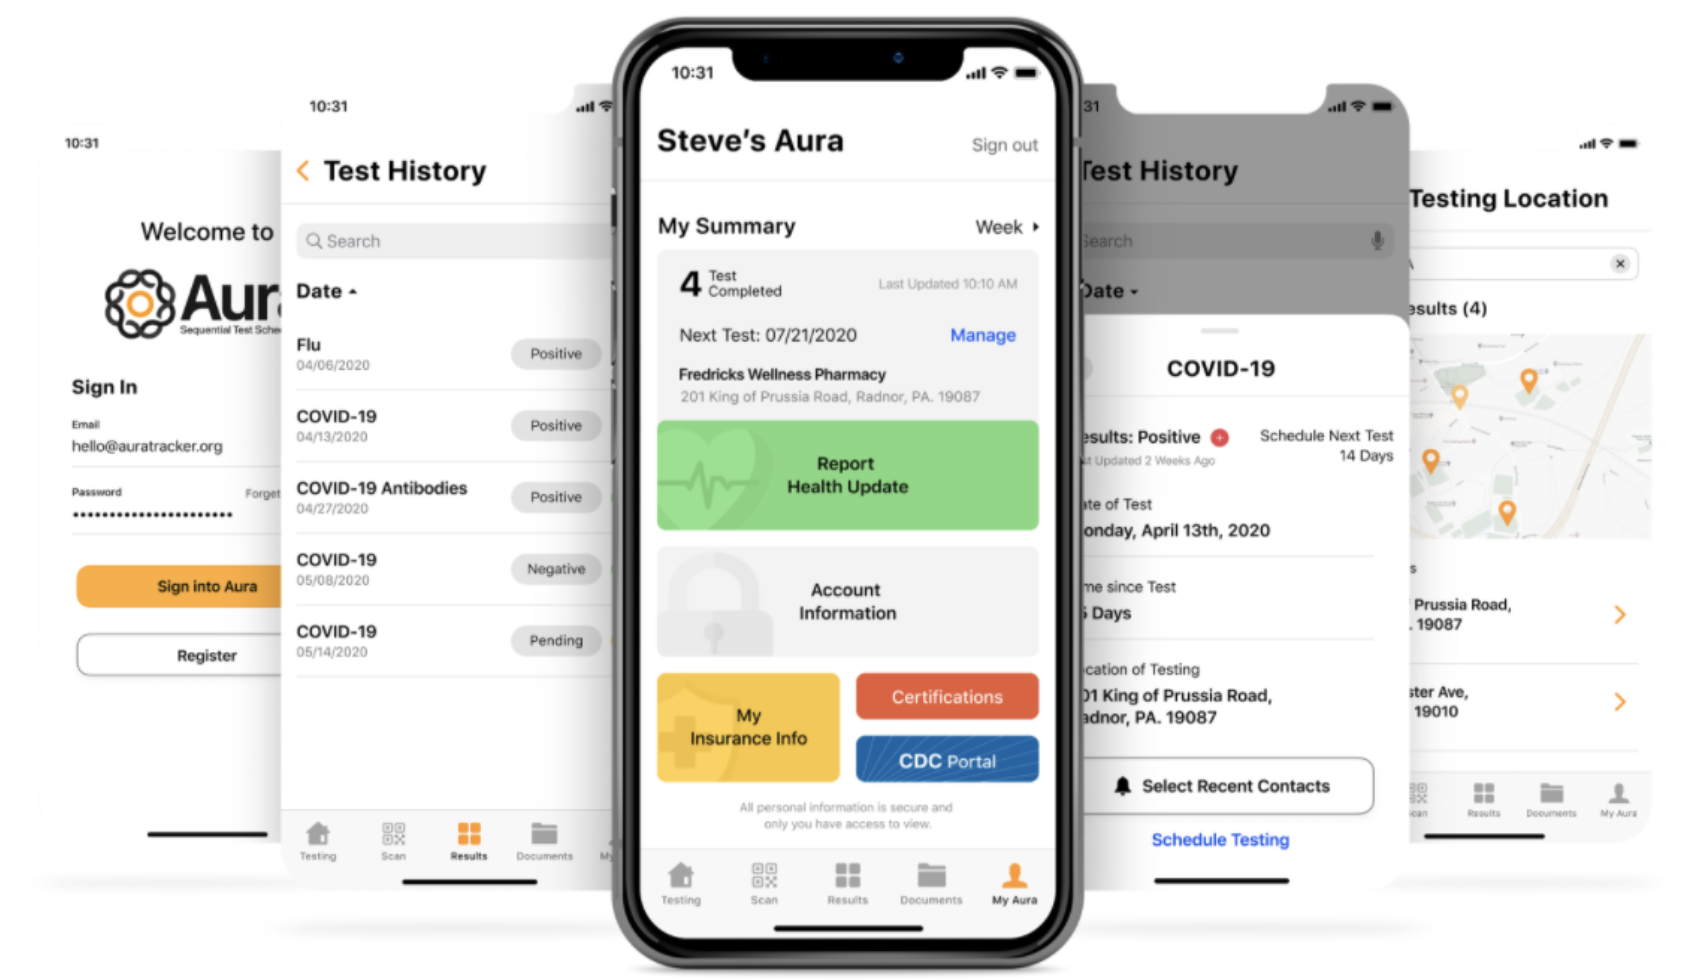 10:31
Welcome to
Aura
Sequential Test Sche
Sign In
Email
hello@auratracker.org
Password Forget
Sign into Aura
Register
10:31
Test History
Search
Date
Flu
04/06/2020
Positive
COVID-19
04/13/2020
Positive
COVID-19 Antibodies
04/27/2020
Positive
COVID-19
05/08/2020
Negative
COVID-19
05/14/2020
Pending
Testing Scan Results Documents My
10:31
Steve's Aura Sign out
My Summary Week
4 Test
Completed
Last Updated 10:10 AM
Next Test: 07/21/2020 Manage
Fredricks Wellness Pharmacy
201 King of Prussia Road, Radnor, PA. 19087
Report
Health Update
Account
Information
My
Insurance Info
Certifications
CDC Portal
All personal information is secure and
only you have access to view.
Testing Scan Results Documents My Aura
31
Test History
Search
Date
COVID-19
esults: Positive
st Updated 2 Weeks Ago
Schedule Next Test
14 Days
ate of Test
onday, April 13th, 2020
me since Test
Days
cation of Testing
01 King of Prussia Road,
adnor, PA. 19087
Select Recent Contacts
Schedule Testing
Testing Location
esults (4)
s
Prussia Road,
. 19087
ster Ave,
19010
can Results Documents My Aura